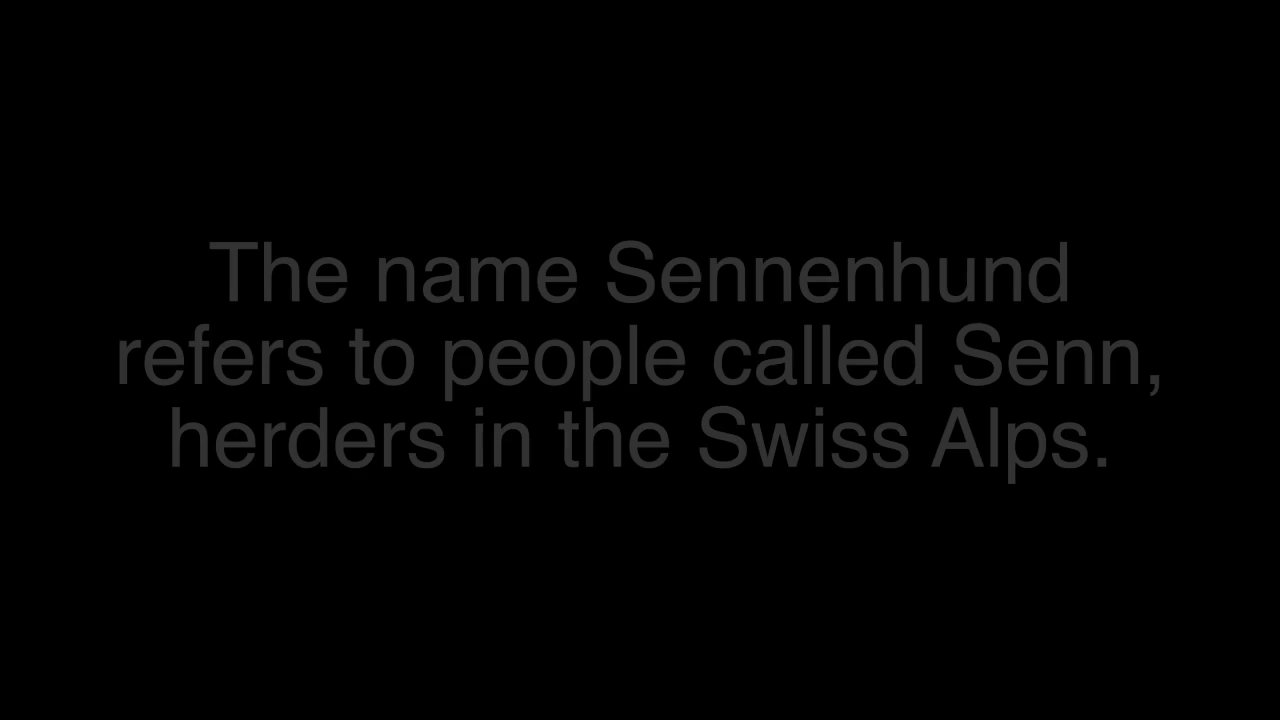 The name Sennenhund
refers to people called Senn,
herders in the Swiss Alps.